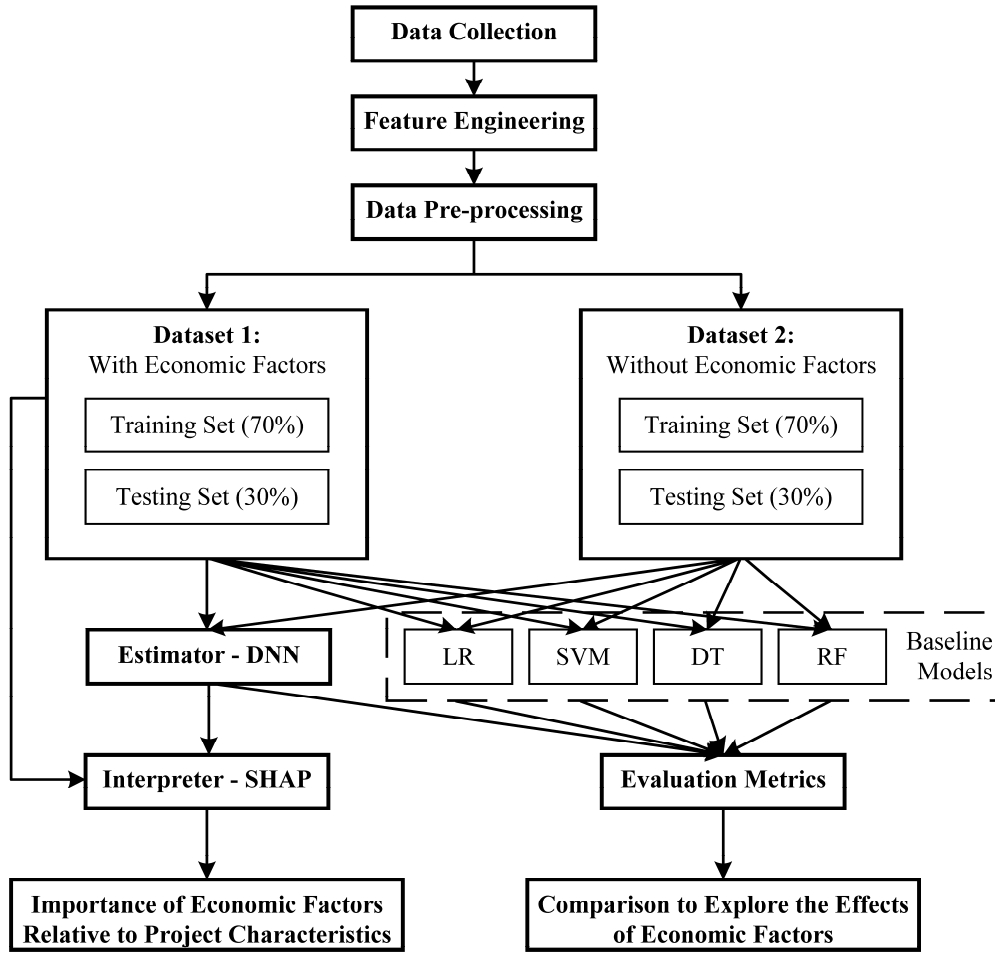 Data Collection
Feature Engineering
Data Pre-processing
Dataset 1:
With Economic Factors
Training Set (70%)
Testing Set (30%)
Dataset 2:
Without Economic Factors
Training Set (70%)
Testing Set (30%)
Estimator - DNN
LR
SVM
DT
RF
Baseline
Models
Interpreter - SHAP
Evaluation Metrics
Importance of Economic Factors
Relative to Project Characteristics
Comparison to Explore the Effects
of Economic Factors